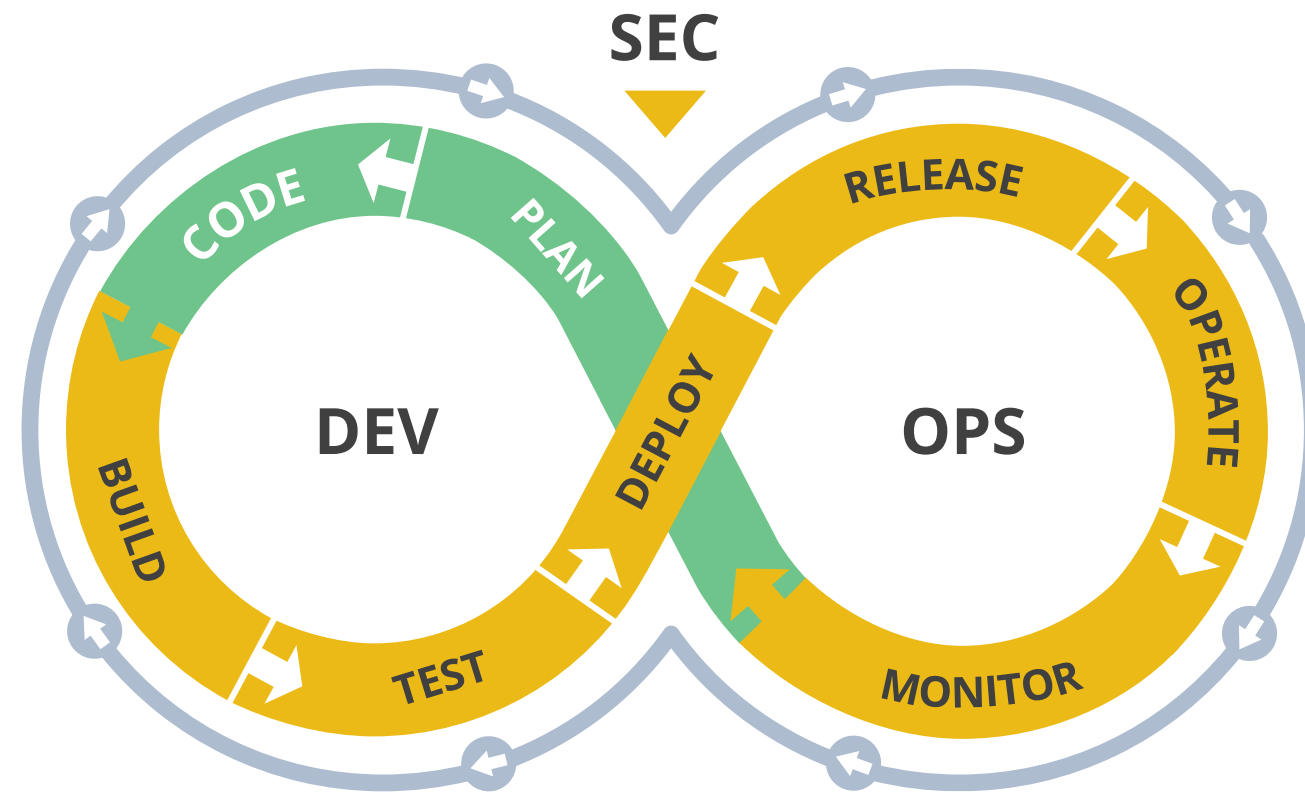 SEC
DEV
OPS
PLAN
CODE
BUILD
TEST
DEPLOY
RELEASE
OPERATE
MONITOR